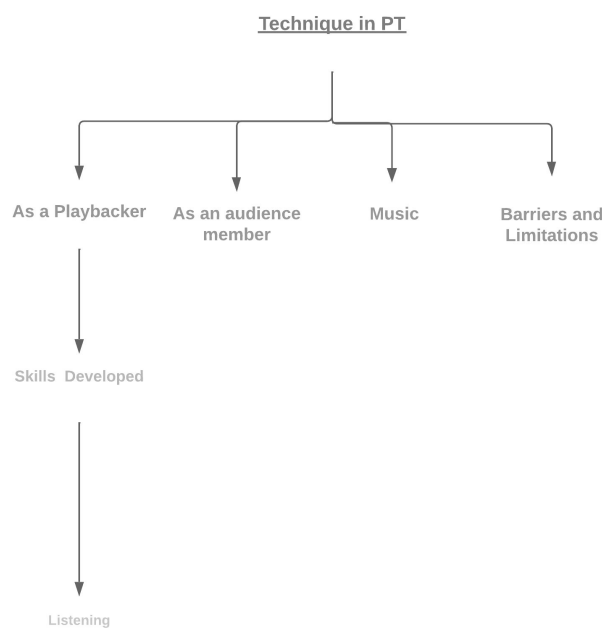 Technique in PT
As a Playbacker
As an audience
member
Music
Barriers and
Limitations
Skills  Developed
Listening